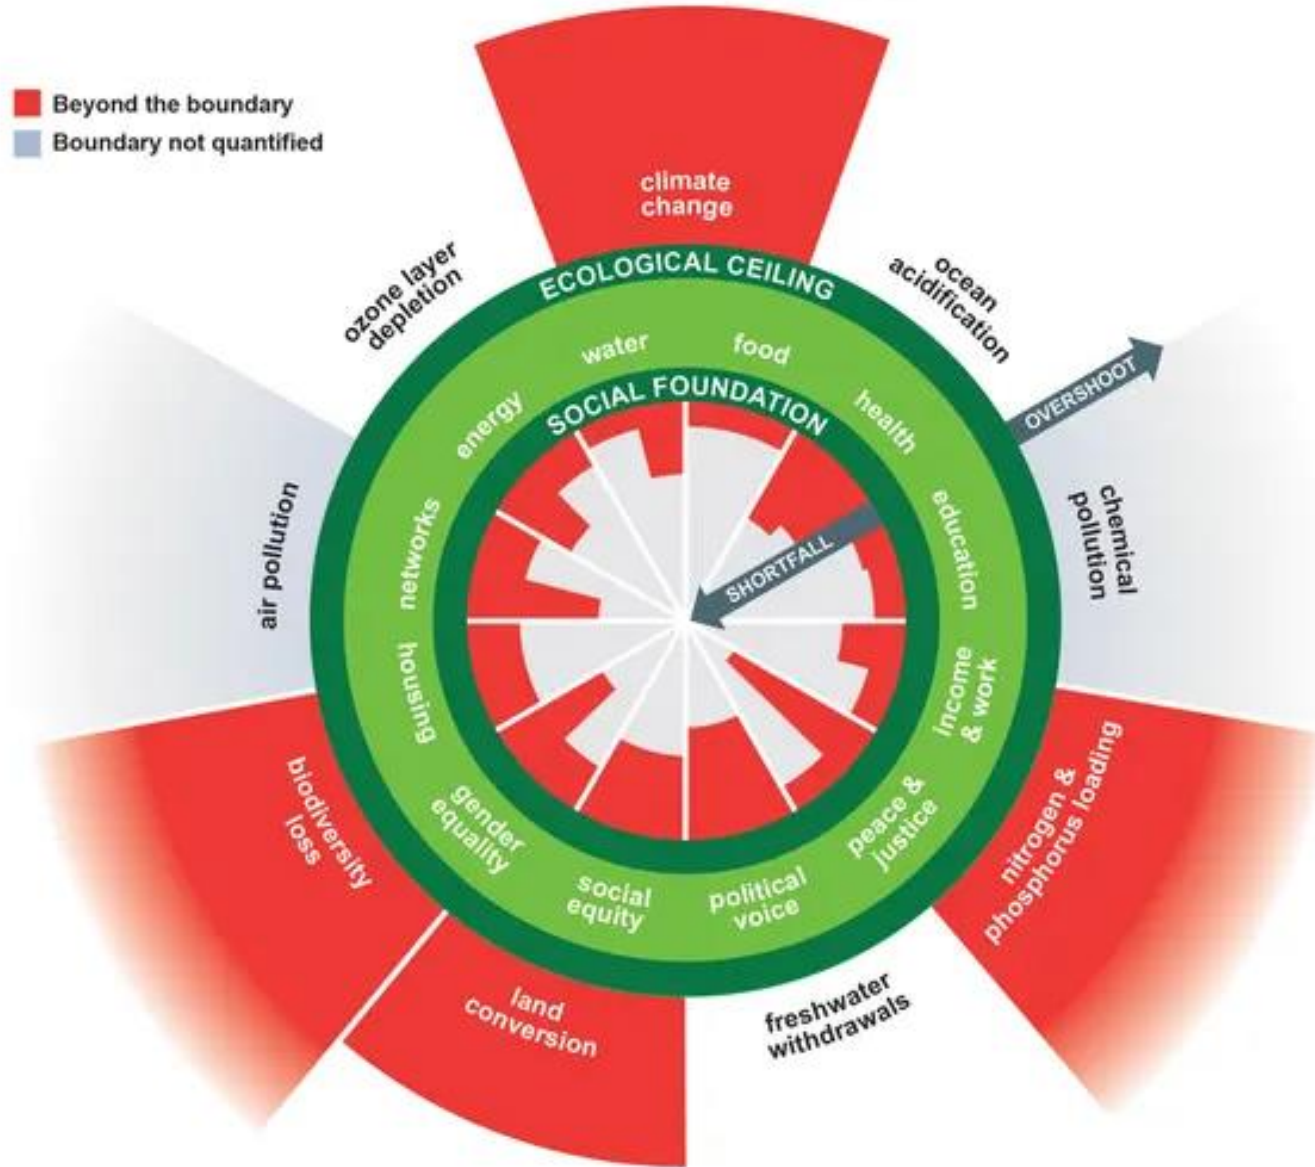 Beyond the boundary
Boundary not quantified
climate
change
ozone layer
depletion
ECOLOGICAL CEILING
ocean
acidification
water
food
energy
SOCIAL FOUNDATION
health
OVERSHOOT
networks
education
air pollution
chemical
pollution
SHORTFALL
housing
income
& work
biodiversity
loss
gender
equality
peace &
justice
nitrogen &
phosphorus loading
social
equity
political
voice
land
conversion
freshwater
withdrawals